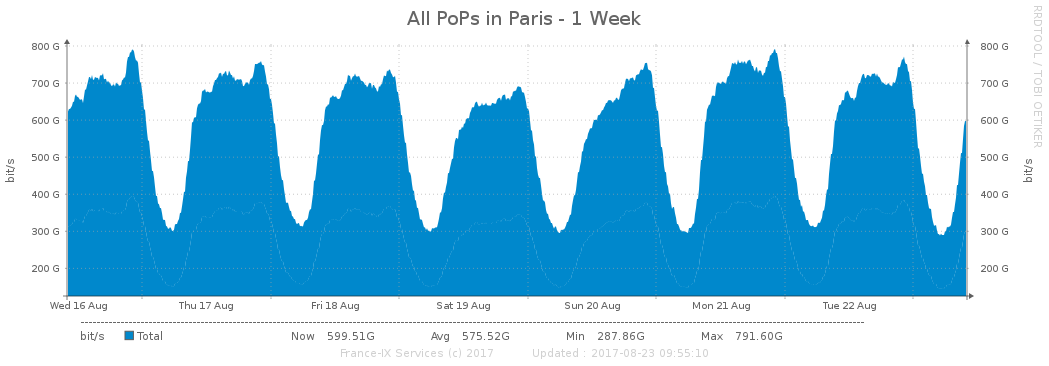 All PoPs in Paris - 1 Week
RRDTOOL / TOBI OETIKER
800 G 800 G
700 G 700 G
600 G 600 G
500 G 500 G
400 G 400 G
300 G 300 G
200 G 200 G
bit/s bit/s
Wed 16 Aug Thu 17 Aug Fri 18 Aug Sat 19 Aug Sun 20 Aug Mon 21 Aug Tue 22 Aug
bit/s Total Now 599.51G Avg 575.52G Min 287.86G Max 791.60G
France-IX Services (c) 2017 Updated : 2017-08-23 09:55:10